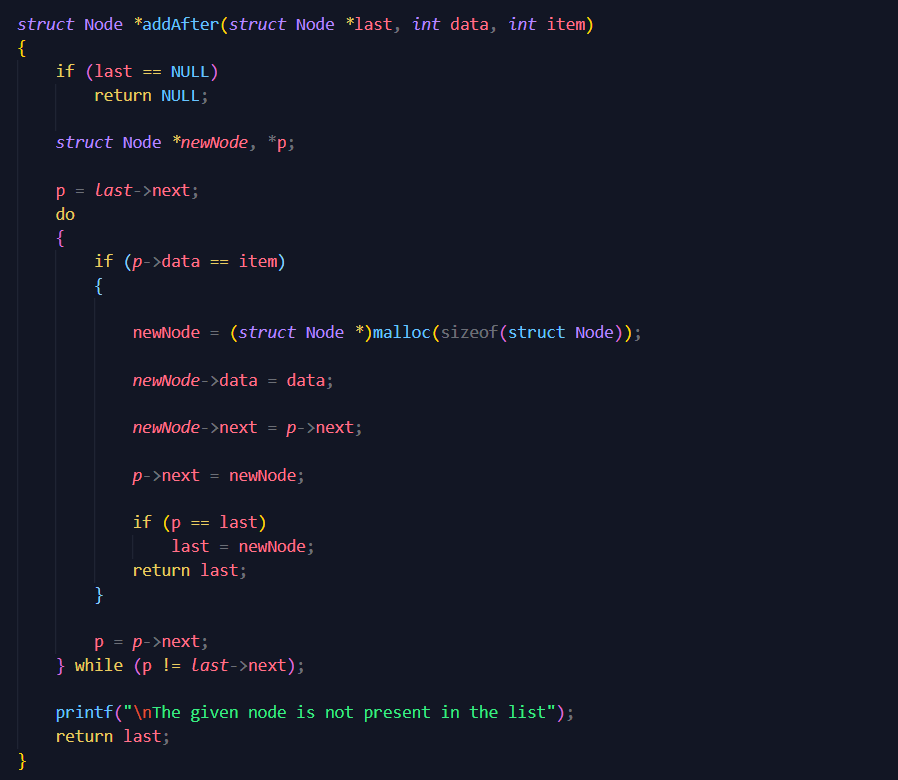 struct Node *addAfter(struct Node *last, int data, int item)
{
    if (last == NULL)
        return NULL;
    struct Node *newNode, *p;
    p = last->next;
    do
    {
        if (p->data == item)
        {
            newNode = (struct Node *)malloc(sizeof(struct Node));
            newNode->data = data;
            newNode->next = p->next;
            p->next = newNode;
            if (p == last)
                last = newNode;
            return last;
        }
        p = p->next;
    } while (p != last->next);
    printf("\nThe given node is not present in the list");
    return last;
}